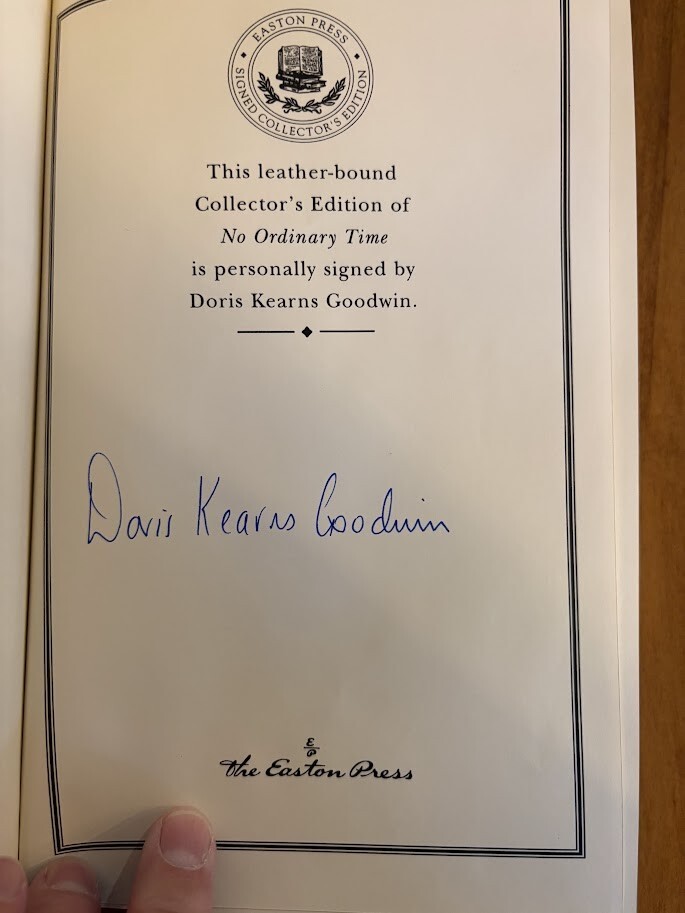 EASTON PRESS
SIGNED COLLECTOR'S EDITION
This leather-bound
Collector's Edition of
No Ordinary Time
is personally signed by
Doris Kearns Goodwin.
Doris Kearns Goodwin
E
P
The Easton Press